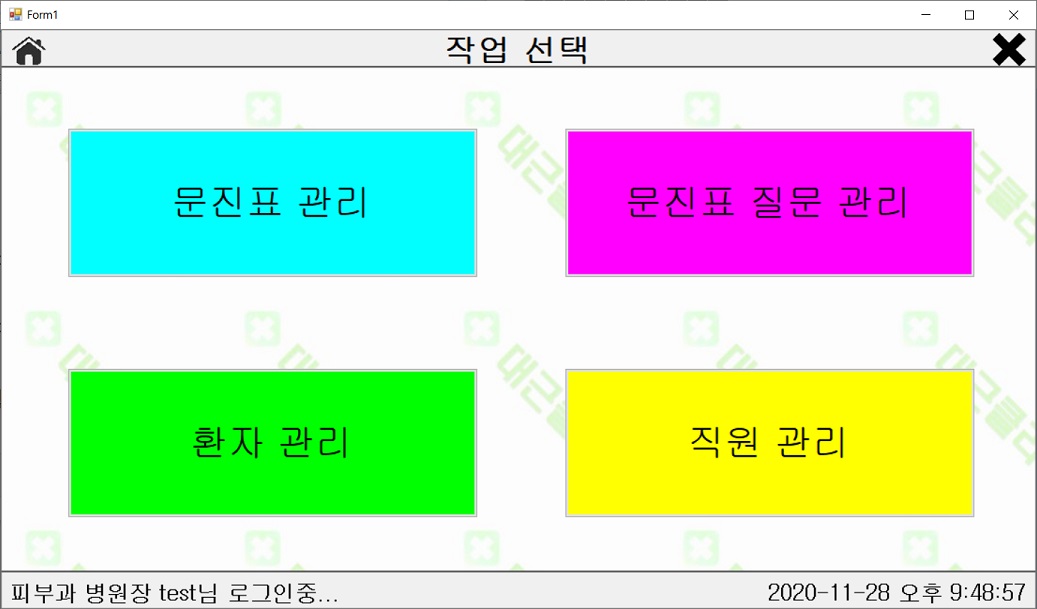 Form1
작업 선택
문진표 관리
문진표 질문 관리
환자 관리
직원 관리
피부과 병원장 test님 로그인중...
2020-11-28 오후 9:48:57